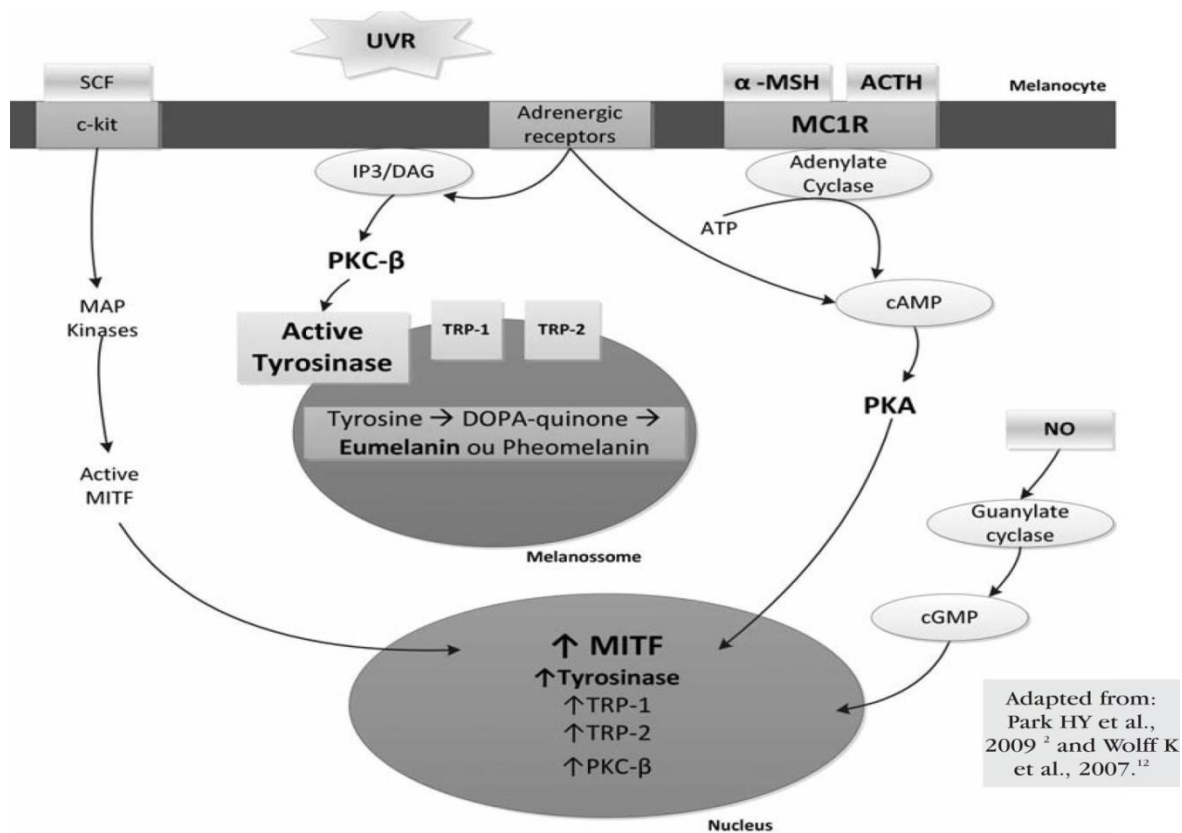 UVR
SCF
c-kit
Adrenergic
receptors
α -MSH
ACTH
MC1R
Melanocyte
IP3/DAG
Adenylate
Cyclase
ATP
PKC-β
cAMP
MAP
Kinases
Active
Tyrosinase
TRP-1
TRP-2
Tyrosine → DOPA-quinone →
Eumelanin ou Pheomelanin
PKA
NO
Active
MITF
Guanylate
cyclase
Melanossome
cGMP
↑ MITF
↑Tyrosinase
↑TRP-1
↑TRP-2
↑PKC-β
Nucleus
Adapted from:
Park HY et al.,
2009 ² and Wolff K
et al., 2007.¹²